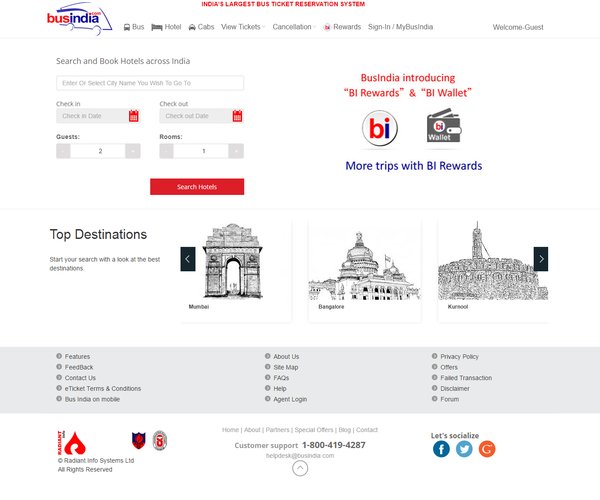 INDIA'S LARGEST BUS TICKET RESERVATION SYSTEM
busindia.com
Bus Hotel Cabs View Tickets Cancellation Rewards Sign-In / MyBusIndia Welcome-Guest
Search and Book Hotels across India
Enter Or Select City Name You Wish To Go To
Check in Check out
Check in Date Check out Date
Guests: Rooms:
- 2 + - 1 +
Search Hotels
BusIndia introducing
“BI Rewards” & “BI Wallet”
bi
bi
Wallet
More trips with BI Rewards
Top Destinations
Start your search with a look at the best
destinations.
Mumbai
Bangalore
Kurnool
Features
FeedBack
Contact Us
eTicket Terms & Conditions
Bus India on mobile
About Us
Site Map
FAQs
Help
Agent Login
Privacy Policy
Offers
Failed Transaction
Disclaimer
Forum
RADIANT
© Radiant Info Systems Ltd
All Rights Reserved
Home | About | Partners | Special Offers | Blog | Contact
Customer support 1-800-419-4287
helpdesk@busindia.com
Let's socialize